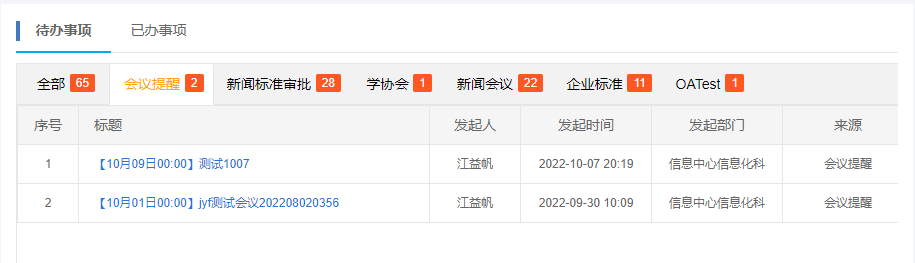 待办事项 已办事项
全部 65 会议提醒 2 新闻标准审批 28 学协会 1 新闻会议 22 企业标准 11 OATest 1
序号 标题 发起人 发起时间 发起部门 来源
1 【10月09日00:00】测试1007 江益帆 2022-10-07 20:19 信息中心信息化科 会议提醒
2 【10月01日00:00】jyf测试会议202208020356 江益帆 2022-09-30 10:09 信息中心信息化科 会议提醒